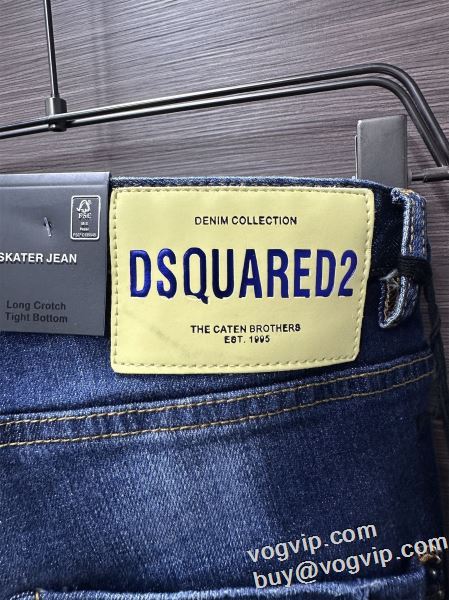 FSC
SKATER JEAN
Long Crotch
Tight Bottom
DENIM COLLECTION
DSQUARED2
THE CATEN BROTHERS
EST. 1995
vogvip.com
buy@vogvip.com